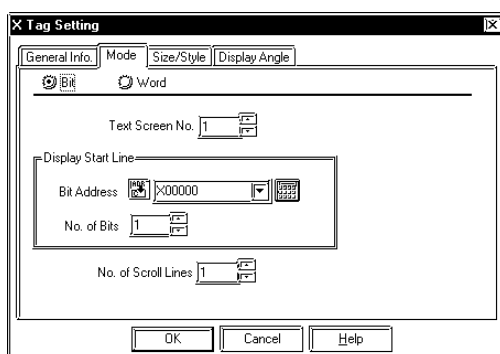 X Tag Setting
General Info. Mode Size/Style Display Angle
Bit Word
Text Screen No. 1
Display Start Line
Bit Address X00000
No. of Bits 1
No. of Scroll Lines 1
OK Cancel Help